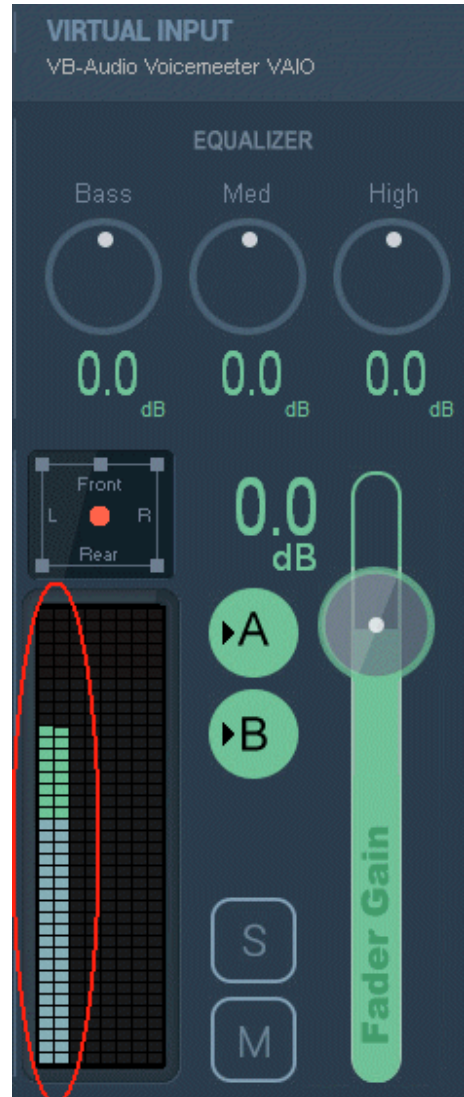 VIRTUAL INPUT
VB-Audio Voicemeeter VAIO
EQUALIZER
Bass Med High
0.0 dB 0.0 dB 0.0 dB
Front
L R
Rear
0.0
dB
A
B
S
M
Fader Gain